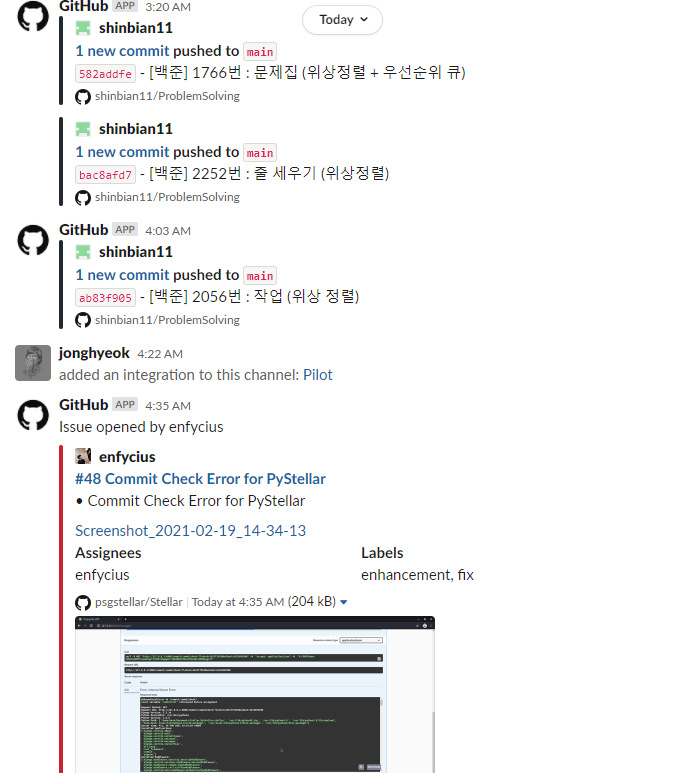 GitHub APP 3:20 AM
Today
shinbian11
1 new commit pushed to main
582addfe - [백준] 1766번 : 문제집 (위상정렬 + 우선순위 큐)
shinbian11/ProblemSolving
shinbian11
1 new commit pushed to main
bac8afd7 - [백준] 2252번 : 줄 세우기 (위상정렬)
shinbian11/ProblemSolving
GitHub APP 4:03 AM
shinbian11
1 new commit pushed to main
ab83f905 - [백준] 2056번 : 작업 (위상 정렬)
shinbian11/ProblemSolving
jonghyeok 4:22 AM
added an integration to this channel: Pilot
GitHub APP 4:35 AM
Issue opened by enfycius
enfycius
#48 Commit Check Error for PyStellar
• Commit Check Error for PyStellar
Screenshot_2021-02-19_14-34-13
Assignees Labels
enfycius enhancement, fix
psgstellar/Stellar | Today at 4:35 AM (204 kB)
Responses